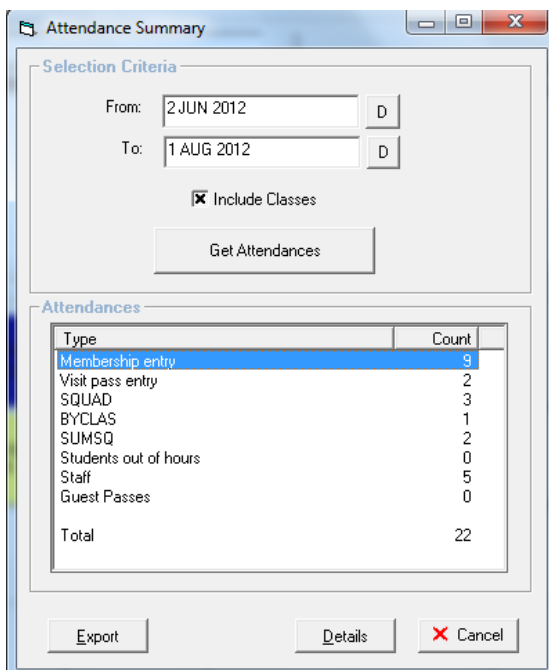 Attendance Summary
Selection Criteria
From: 2 JUN 2012 D
To: 1 AUG 2012 D
Include Classes
Get Attendances
Attendances
Type Count
Membership entry 9
Visit pass entry 2
SQUAD 3
BYCLAS 1
SUMSQ 2
Students out of hours 0
Staff 5
Guest Passes 0
Total 22
Export Details Cancel